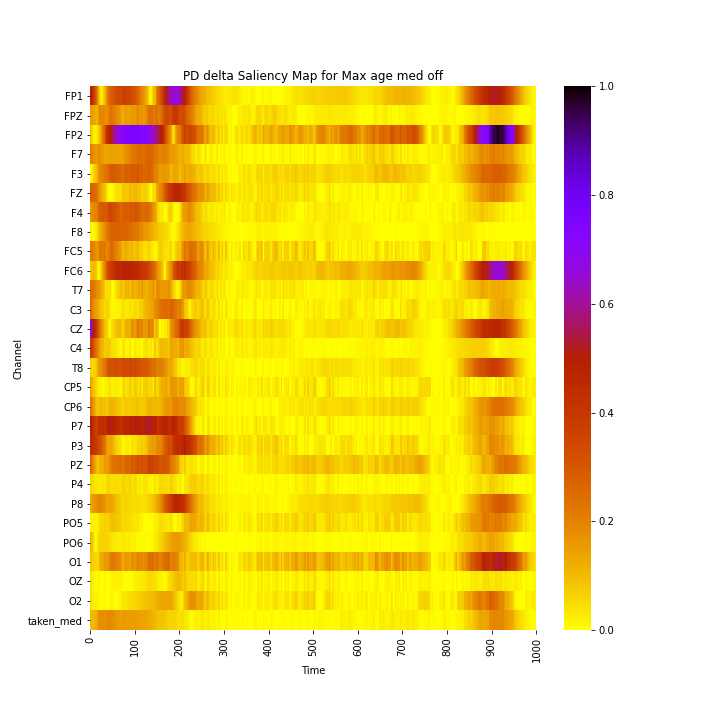 PD delta Saliency Map for Max age med off
Channel
FP1
FPZ
FP2
F7
F3
FZ
F4
F8
FC5
FC6
T7
C3
CZ
C4
T8
CP5
CP6
P7
P3
PZ
P4
P8
PO5
PO6
O1
OZ
O2
taken_med
0
100
200
300
400
500
600
700
800
900
1000
Time
1.0
0.8
0.6
0.4
0.2
0.0